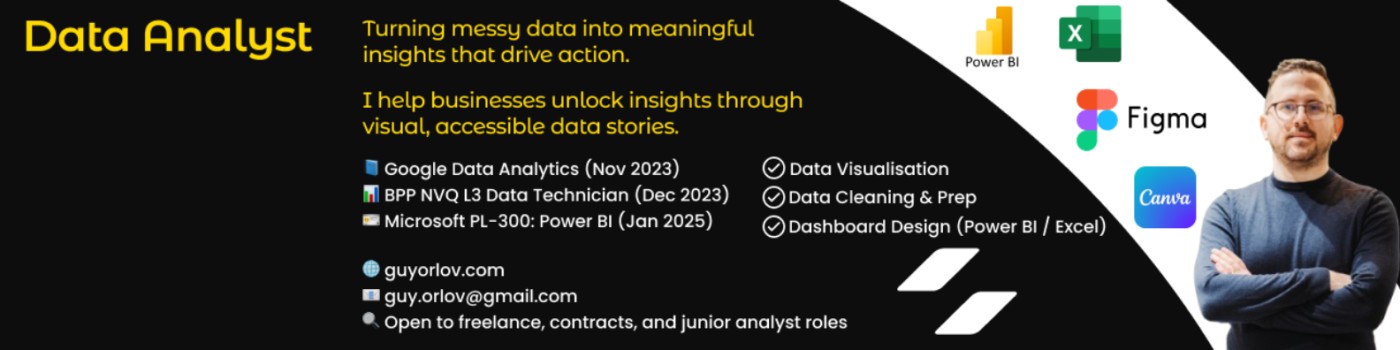 Data Analyst
Turning messy data into meaningful
insights that drive action.
I help businesses unlock insights through
visual, accessible data stories.
Google Data Analytics (Nov 2023)
BPP NVQ L3 Data Technician (Dec 2023)
Microsoft PL-300: Power BI (Jan 2025)
Data Visualisation
Data Cleaning & Prep
Dashboard Design (Power BI / Excel)
guyorlov.com
guy.orlov@gmail.com
Open to freelance, contracts, and junior analyst roles
Power BI
X
Figma
Canva